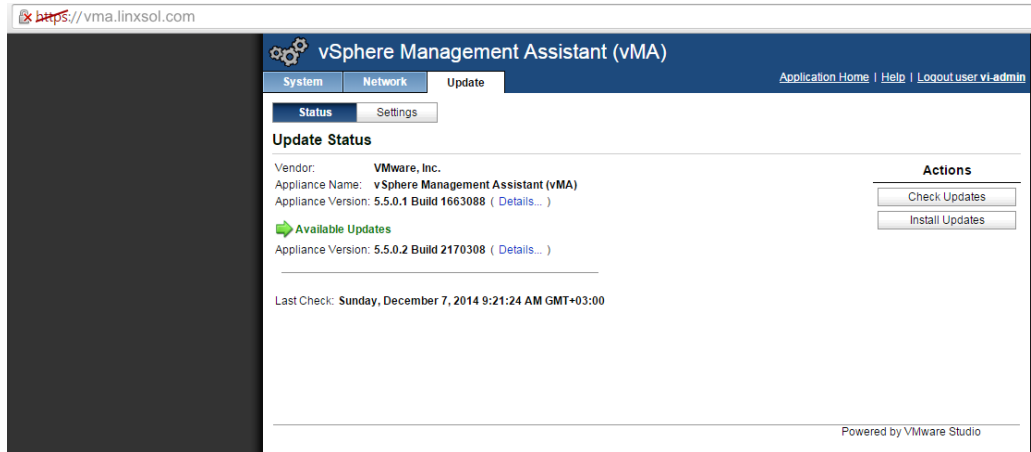 https://vma.linxsol.com
vSphere Management Assistant (vMA)
System Network Update
Application Home | Help | Logout user vi-admin
Status Settings
Update Status
Vendor: VMware, Inc.
Appliance Name: vSphere Management Assistant (vMA)
Appliance Version: 5.5.0.1 Build 1663088 ( Details... )
Available Updates
Appliance Version: 5.5.0.2 Build 2170308 ( Details... )
Last Check: Sunday, December 7, 2014 9:21:24 AM GMT+03:00
Actions
Check Updates
Install Updates
Powered by VMware Studio